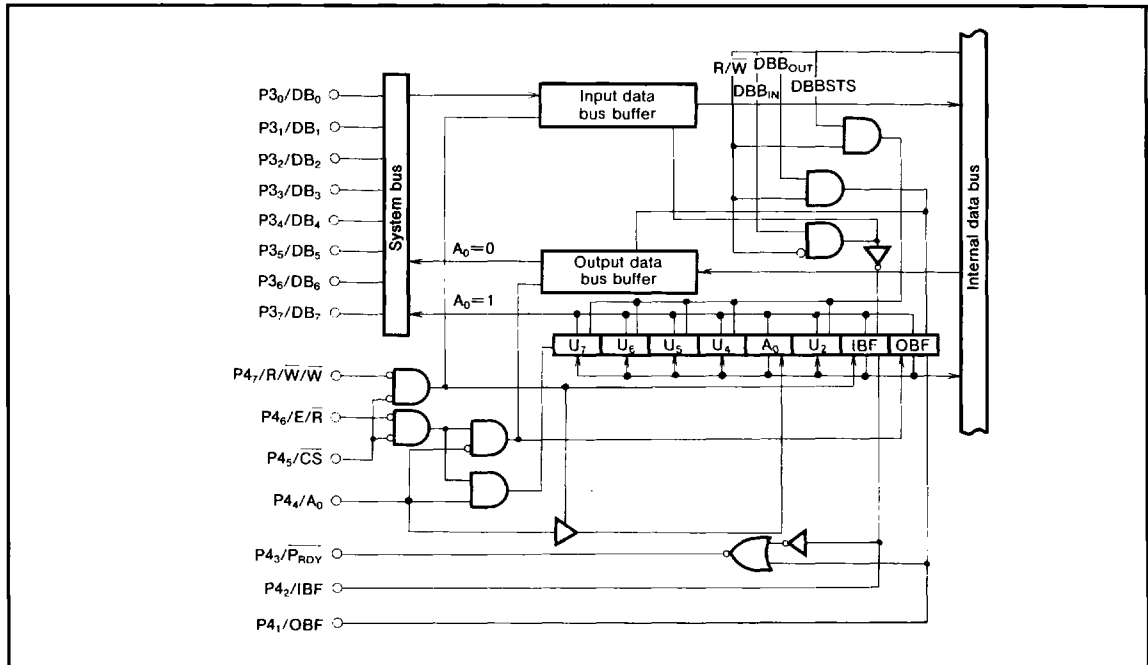 R/W̅ DBB_OUT
DBB_IN DBBSTS
P3₀/DB₀
P3₁/DB₁
P3₂/DB₂
P3₃/DB₃
P3₄/DB₄
P3₅/DB₅
P3₆/DB₆
P3₇/DB₇
System bus
Input data
bus buffer
A₀=0
Output data
bus buffer
A₀=1
Internal data bus
U₇ U₆ U₅ U₄ A₀ U₂ IBF OBF
P4₇/R/W̅/W̅
P4₆/E/R̅
P4₅/C̅S̅
P4₄/A₀
P4₃/P̅_R̅D̅Y̅
P4₂/IBF
P4₁/OBF